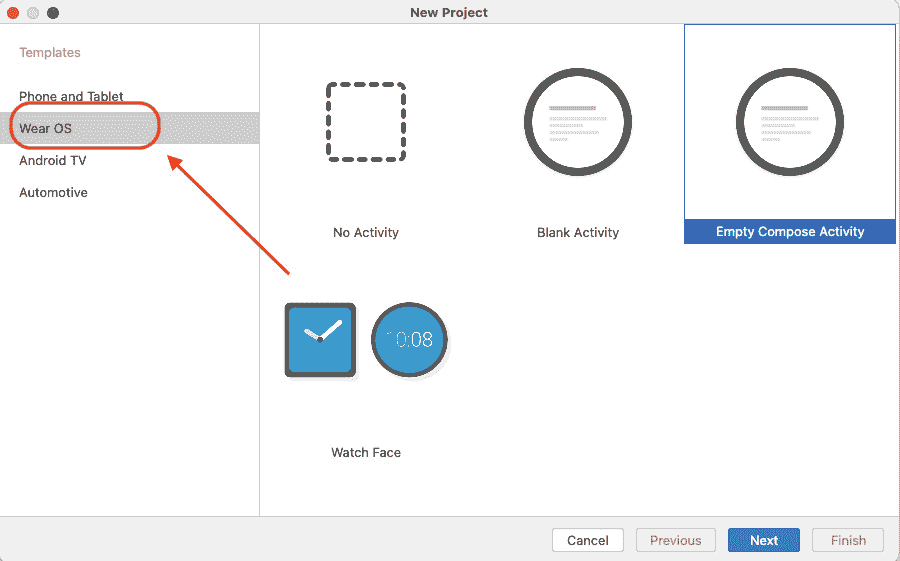 New Project
Templates
Phone and Tablet
Wear OS
Android TV
Automotive
No Activity
Blank Activity
Empty Compose Activity
10:08
Watch Face
Cancel
Previous
Next
Finish